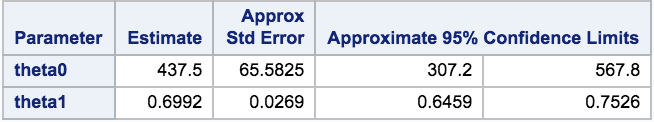 Parameter Estimate Approx Std Error Approximate 95% Confidence Limits
theta0 437.5 65.5825 307.2 567.8
theta1 0.6992 0.0269 0.6459 0.7526